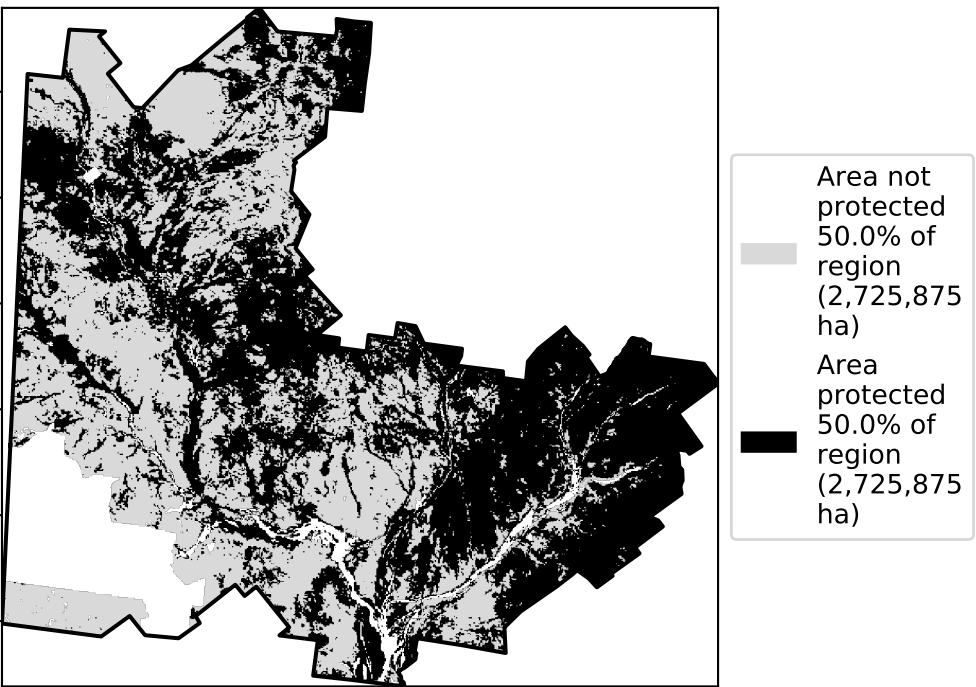 Area not
protected
50.0% of
region
(2,725,875
ha)
Area
protected
50.0% of
region
(2,725,875
ha)